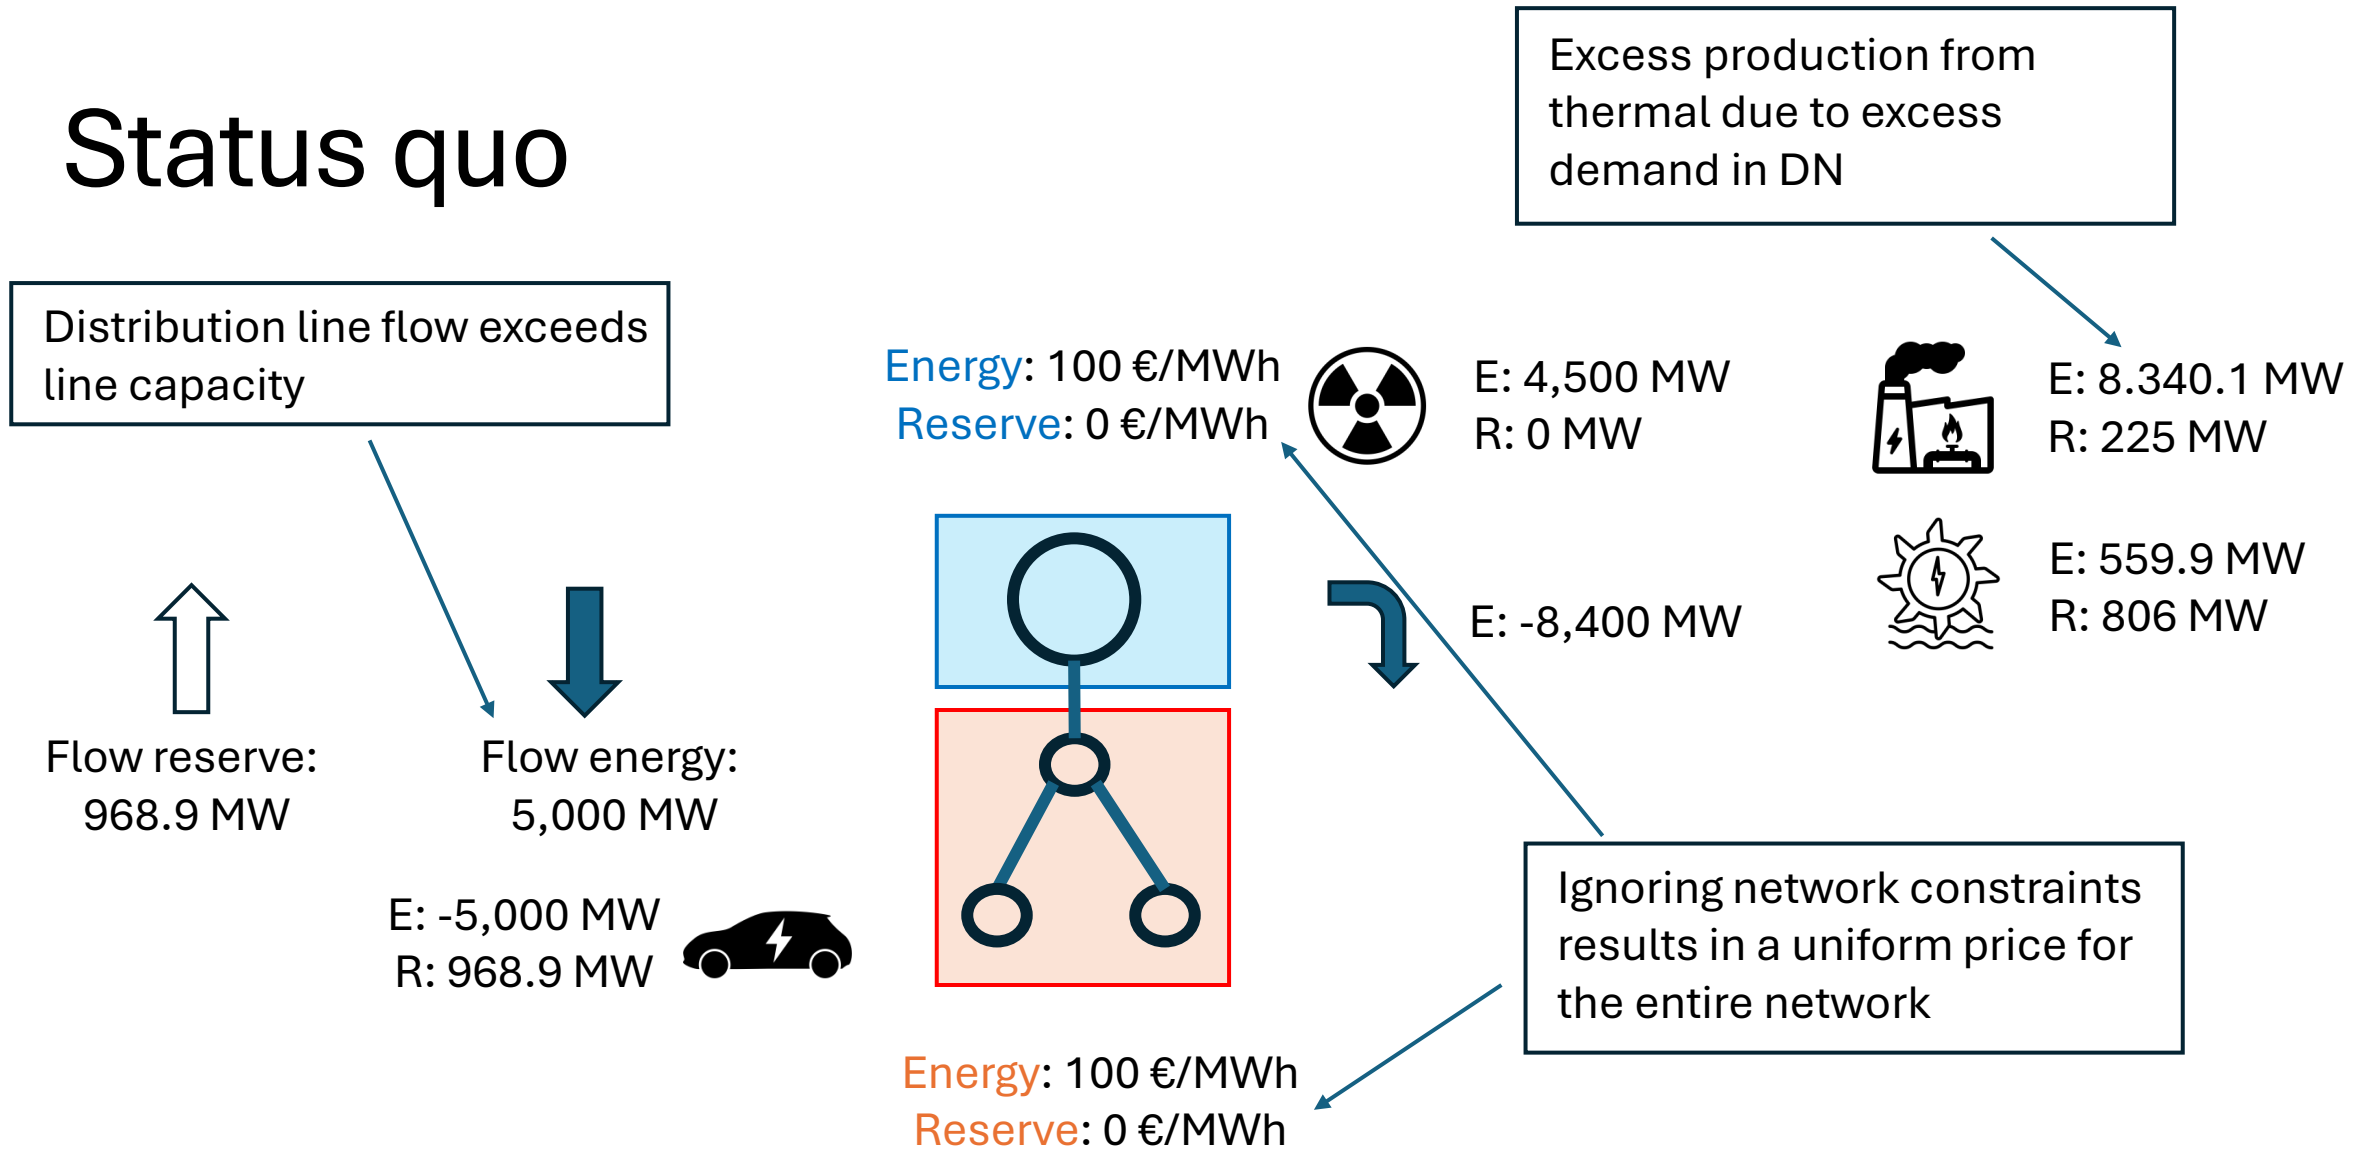 Status quo
Excess production from
thermal due to excess
demand in DN
Distribution line flow exceeds
line capacity
Energy: 100 €/MWh
Reserve: 0 €/MWh
E: 4,500 MW
R: 0 MW
E: 8.340.1 MW
R: 225 MW
E: 559.9 MW
R: 806 MW
E: -8,400 MW
Flow reserve:
968.9 MW
Flow energy:
5,000 MW
E: -5,000 MW
R: 968.9 MW
Ignoring network constraints
results in a uniform price for
the entire network
Energy: 100 €/MWh
Reserve: 0 €/MWh